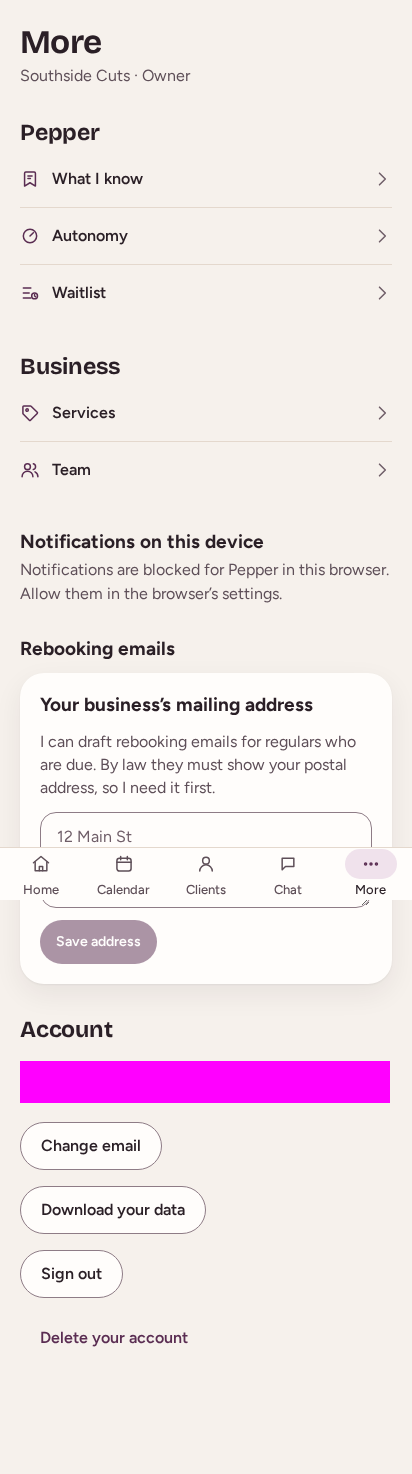 More
Southside Cuts · Owner
Pepper
What I know
Autonomy
Waitlist
Business
Services
Team
Notifications on this device
Notifications are blocked for Pepper in this browser.
Allow them in the browser’s settings.
Rebooking emails
Your business’s mailing address
I can draft rebooking emails for regulars who
are due. By law they must show your postal
address, so I need it first.
12 Main St
Home
Calendar
Clients
Chat
More
Save address
Account
Change email
Download your data
Sign out
Delete your account